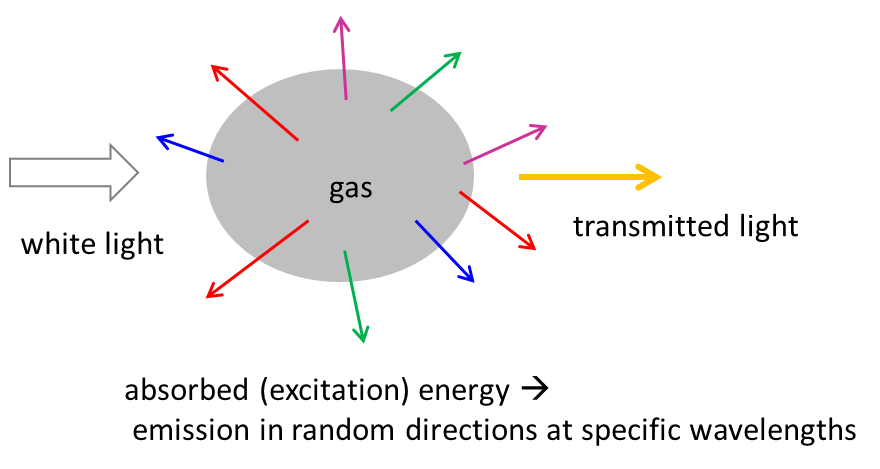 gas
white light
transmitted light
absorbed (excitation) energy →
emission in random directions at specific wavelengths